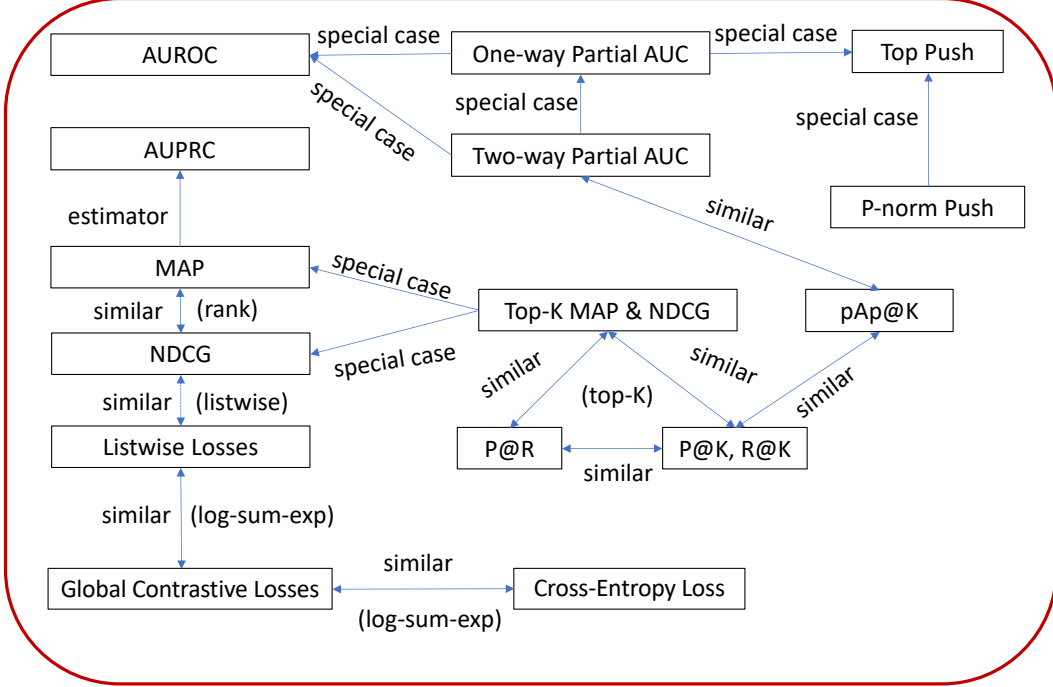 special case
special case
AUROC
One-way Partial AUC
Top Push
special case
special case
special case
AUPRC
Two-way Partial AUC
estimator
similar
P-norm Push
MAP
special case
similar
(rank)
Top-K MAP & NDCG
pAp@K
NDCG
special case
similar
similar
similar
similar
(listwise)
(top-K)
Listwise Losses
P@R
P@K, R@K
similar
similar
(log-sum-exp)
similar
Global Contrastive Losses
Cross-Entropy Loss
(log-sum-exp)